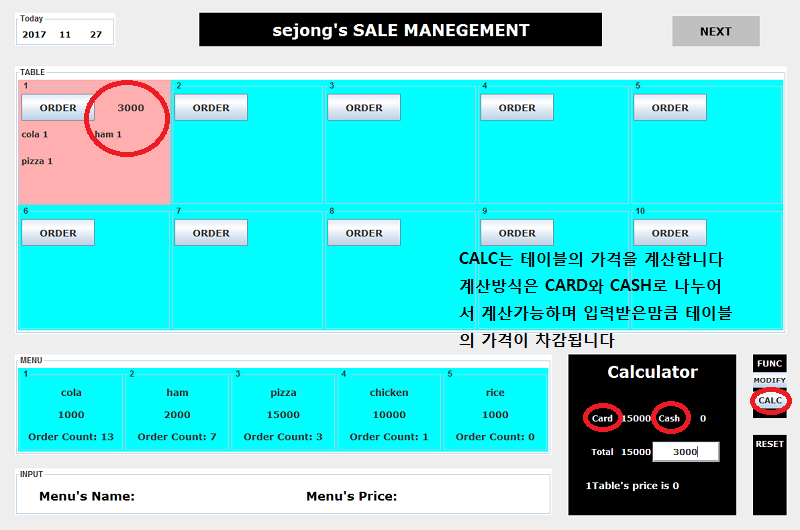 Today
2017 11 27
sejong's SALE MANEGEMENT
NEXT
TABLE
1 2 3 4 5
ORDER 3000 ORDER ORDER ORDER ORDER
cola 1 ham 1
pizza 1
6 7 8 9 10
ORDER ORDER ORDER ORDER ORDER
CALC는 테이블의 가격을 계산합니다
계산방식은 CARD와 CASH로 나누어
서 계산가능하며 입력받은만큼 테이블
의 가격이 차감됩니다
MENU
1 2 3 4 5
cola ham pizza chicken rice
1000 2000 15000 10000 1000
Order Count: 13 Order Count: 7 Order Count: 3 Order Count: 1 Order Count: 0
INPUT
Menu's Name: Menu's Price:
Calculator
Card 15000 Cash 0
Total 15000 3000
1Table's price is 0
FUNC
MODIFY
CALC
RESET